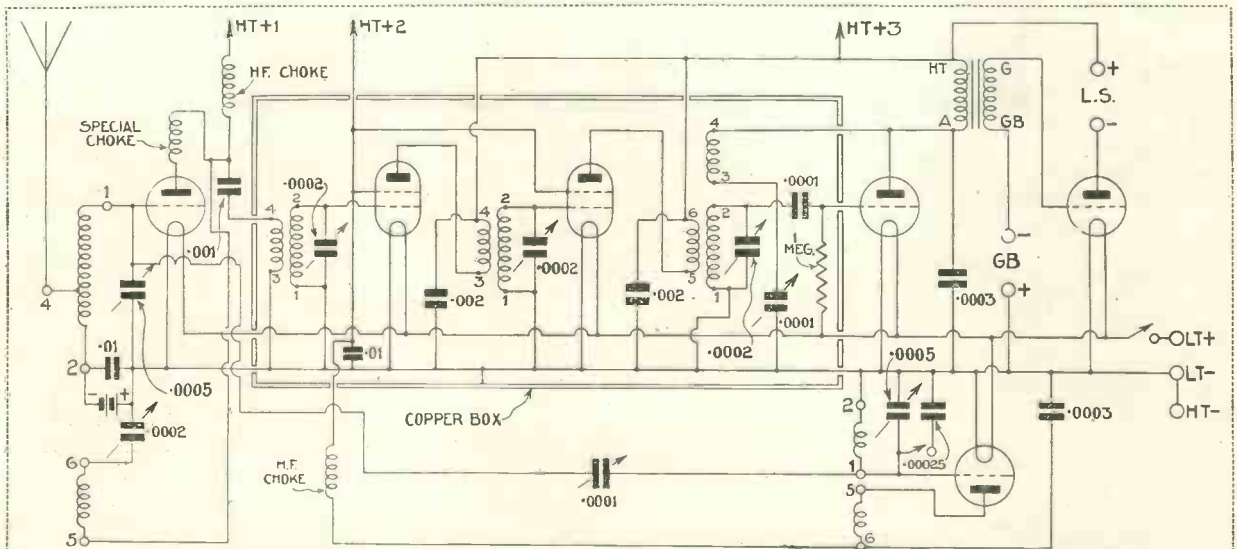 HT+1
HT+2
HT+3
H.F. CHOKE
SPECIAL CHOKE
HT
G
A
GB
+
L.S.
-
4
1
·001
4
3
2
1
·0002
4
3
·002
2
1
·0002
4
3
6
5
·002
2
1
·0002
·0001
MEG.
·0001
·0003
-
GB
+
LT+
LT-
HT-
2
·01
- +
·0005
·0002
6
5
·01
COPPER BOX
H.F. CHOKE
·0001
2
1
5
6
·0005
·00025
·0003